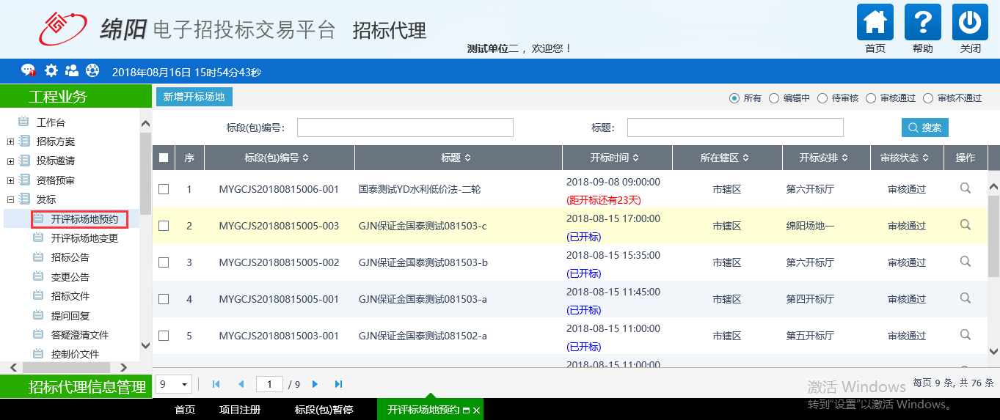 绵阳 电子招投标交易平台 招标代理
测试单位二 ，欢迎您！
首页 帮助 关闭
2018年08月16日 15时54分43秒
工程业务
新增开标场地
所有 编辑中 待审核 审核通过 审核不通过
工作台
招标方案
投标邀请
资格预审
发标
开评标场地预约
开评标场地变更
招标公告
变更公告
招标文件
提问回复
答疑澄清文件
控制价文件
招标代理信息管理
标段(包)编号： 标题： 搜索
序 标段(包)编号 标题 开标时间 所在辖区 开标安排 审核状态 操作
1 MYGCJS20180815006-001 国泰测试YD水利低价法-二轮 2018-09-08 09:00:00 市辖区 第六开标厅 审核通过
(距开标还有23天)
2 MYGCJS20180815005-003 GJN保证金国泰测试081503-c 2018-08-15 17:00:00 市辖区 绵阳场地一 审核通过
(已开标)
3 MYGCJS20180815005-002 GJN保证金国泰测试081503-b 2018-08-15 15:35:00 市辖区 第六开标厅 审核通过
(已开标)
4 MYGCJS20180815005-001 GJN保证金国泰测试081503-a 2018-08-15 11:45:00 市辖区 第四开标厅 审核通过
(已开标)
5 MYGCJS20180815003-001 GJN保证金国泰测试081502-a 2018-08-15 11:00:00 市辖区 第五开标厅 审核通过
(已开标)
2018-08-15 11:00:00
9 1 / 9 每页 9 条, 共 76 条
激活 Windows
转到"设置"以激活 Windows。
首页 项目注册 标段(包)暂停 开评标场地预约